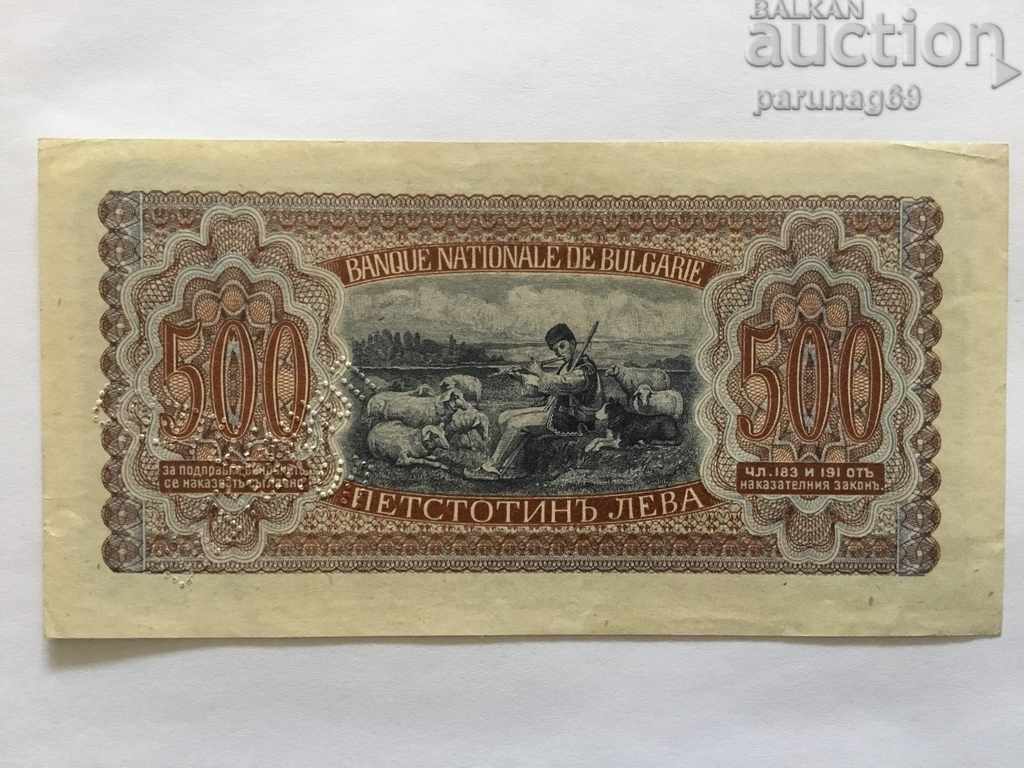 BALKAN
auction
parunag69
BANQUE NATIONALE DE BULGARIE
500
500
за подправка
се наказватъ съгласно
чл. 183 и 191 отъ
наказателния законъ.
ПЕТСТОТИНЪ ЛЕВА